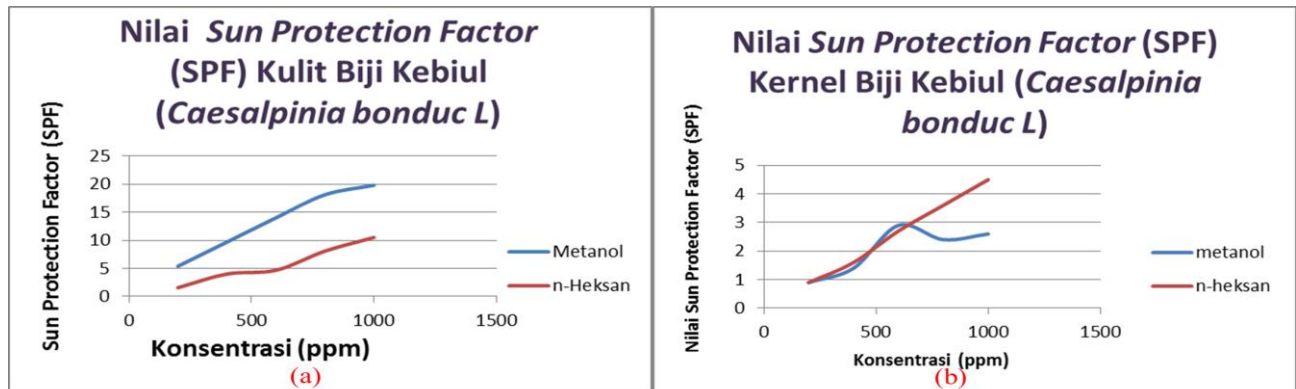 Nilai Sun Protection Factor
(SPF) Kulit Biji Kebiul
(Caesalpinia bonduc L)
Sun Protection Factor (SPF)
25
20
15
10
5
0
0
500
1000
1500
Konsentrasi (ppm)
Metanol
n-Heksan
(a)
Nilai Sun Protection Factor (SPF)
Kernel Biji Kebiul (Caesalpinia
bonduc L)
Nilai Sun Protection Factor (SPF)
5
4
3
2
1
0
0
500
1000
1500
Konsentrasi (ppm)
metanol
n-heksan
(b)